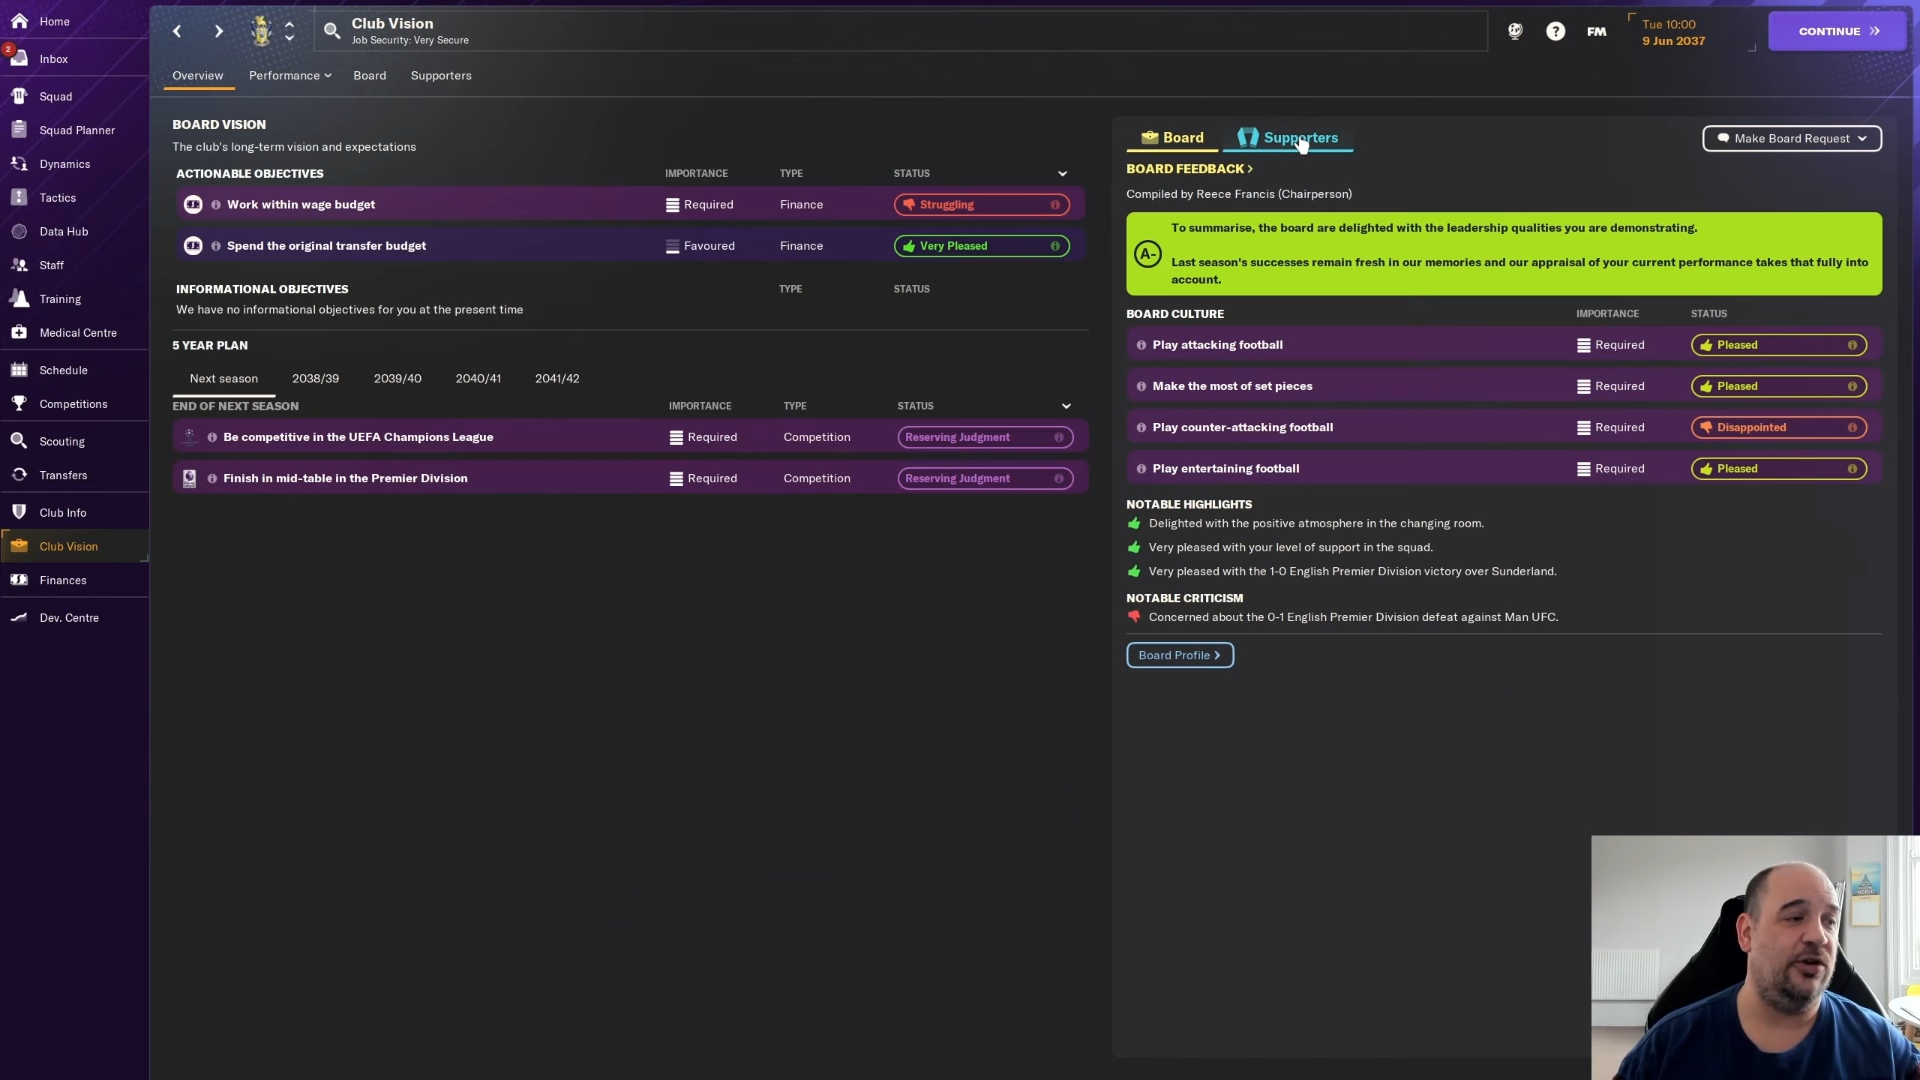 Home
2
Inbox
Squad
Squad Planner
Dynamics
Tactics
Data Hub
Staff
Training
Medical Centre
Schedule
Competitions
Scouting
Transfers
Club Info
Club Vision
Finances
Dev. Centre
Club Vision
Job Security: Very Secure
FM
Tue 10:00
9 Jun 2037
CONTINUE
Overview
Performance
Board
Supporters
BOARD VISION
The club's long-term vision and expectations
ACTIONABLE OBJECTIVES IMPORTANCE TYPE STATUS
Work within wage budget Required Finance Struggling
Spend the original transfer budget Favoured Finance Very Pleased
INFORMATIONAL OBJECTIVES TYPE STATUS
We have no informational objectives for you at the present time
5 YEAR PLAN
Next season 2038/39 2039/40 2040/41 2041/42
END OF NEXT SEASON IMPORTANCE TYPE STATUS
Be competitive in the UEFA Champions League Required Competition Reserving Judgment
Finish in mid-table in the Premier Division Required Competition Reserving Judgment
Board Supporters
Make Board Request
BOARD FEEDBACK >
Compiled by Reece Francis (Chairperson)
A-
To summarise, the board are delighted with the leadership qualities you are demonstrating.
Last season's successes remain fresh in our memories and our appraisal of your current performance takes that fully into
account.
BOARD CULTURE IMPORTANCE STATUS
Play attacking football Required Pleased
Make the most of set pieces Required Pleased
Play counter-attacking football Required Disappointed
Play entertaining football Required Pleased
NOTABLE HIGHLIGHTS
Delighted with the positive atmosphere in the changing room.
Very pleased with your level of support in the squad.
Very pleased with the 1-0 English Premier Division victory over Sunderland.
NOTABLE CRITICISM
Concerned about the 0-1 English Premier Division defeat against Man UFC.
Board Profile >